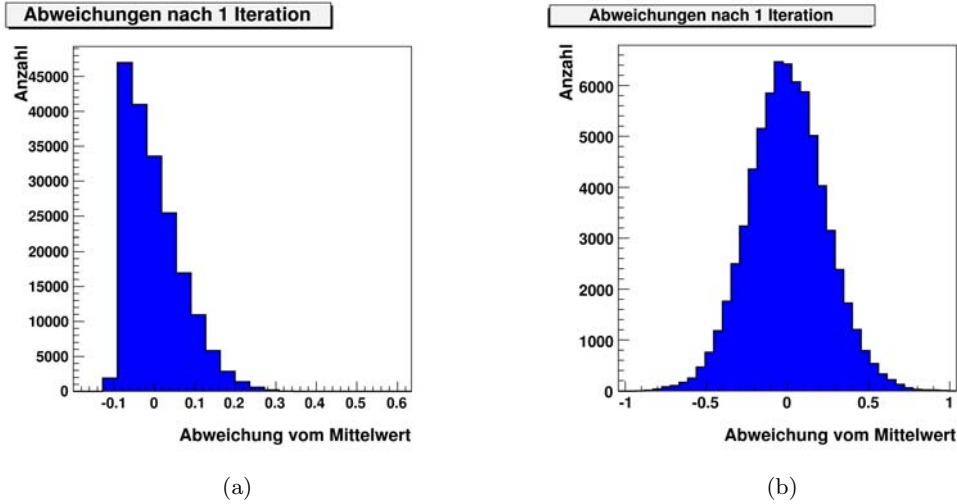 Abweichungen nach 1 Iteration
Anzahl
45000
40000
35000
30000
25000
20000
15000
10000
5000
0
-0.1 0 0.1 0.2 0.3 0.4 0.5 0.6
Abweichung vom Mittelwert
(a)
Abweichungen nach 1 Iteration
Anzahl
6000
5000
4000
3000
2000
1000
0
-1 -0.5 0 0.5 1
Abweichung vom Mittelwert
(b)